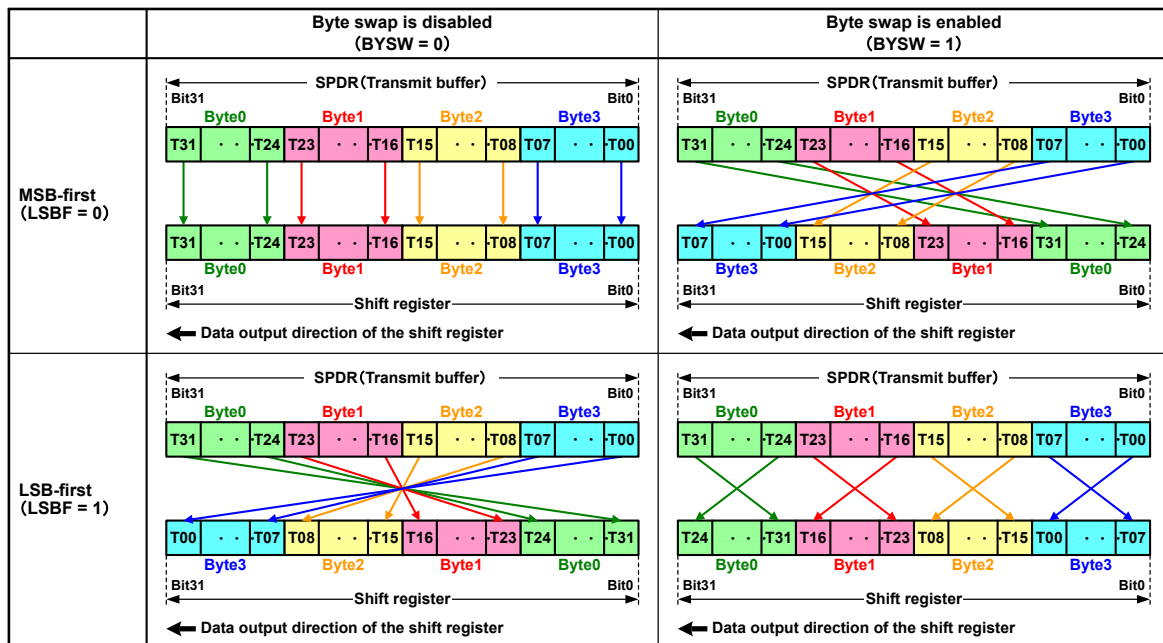 Byte swap is disabled
(BYSW = 0)
Byte swap is enabled
(BYSW = 1)
MSB-first
(LSBF = 0)
SPDR(Transmit buffer)
Bit31 Bit0
Byte0 Byte1 Byte2 Byte3
T31 · · ·T24 T23 · · ·T16 T15 · · ·T08 T07 · · ·T00
T31 · · ·T24 T23 · · ·T16 T15 · · ·T08 T07 · · ·T00
Byte0 Byte1 Byte2 Byte3
Bit31 Bit0
Shift register
Data output direction of the shift register
SPDR(Transmit buffer)
Bit31 Bit0
Byte0 Byte1 Byte2 Byte3
T31 · · ·T24 T23 · · ·T16 T15 · · ·T08 T07 · · ·T00
T07 · · ·T00 T15 · · ·T08 T23 · · ·T16 T31 · · ·T24
Byte3 Byte2 Byte1 Byte0
Bit31 Bit0
Shift register
Data output direction of the shift register
LSB-first
(LSBF = 1)
SPDR(Transmit buffer)
Bit31 Bit0
Byte0 Byte1 Byte2 Byte3
T31 · · ·T24 T23 · · ·T16 T15 · · ·T08 T07 · · ·T00
T00 · · ·T07 T08 · · ·T15 T16 · · ·T23 T24 · · ·T31
Byte3 Byte2 Byte1 Byte0
Bit31 Bit0
Shift register
Data output direction of the shift register
SPDR(Transmit buffer)
Bit31 Bit0
Byte0 Byte1 Byte2 Byte3
T31 · · ·T24 T23 · · ·T16 T15 · · ·T08 T07 · · ·T00
T24 · · ·T31 T16 · · ·T23 T08 · · ·T15 T00 · · ·T07
Byte0 Byte1 Byte2 Byte3
Bit31 Bit0
Shift register
Data output direction of the shift register